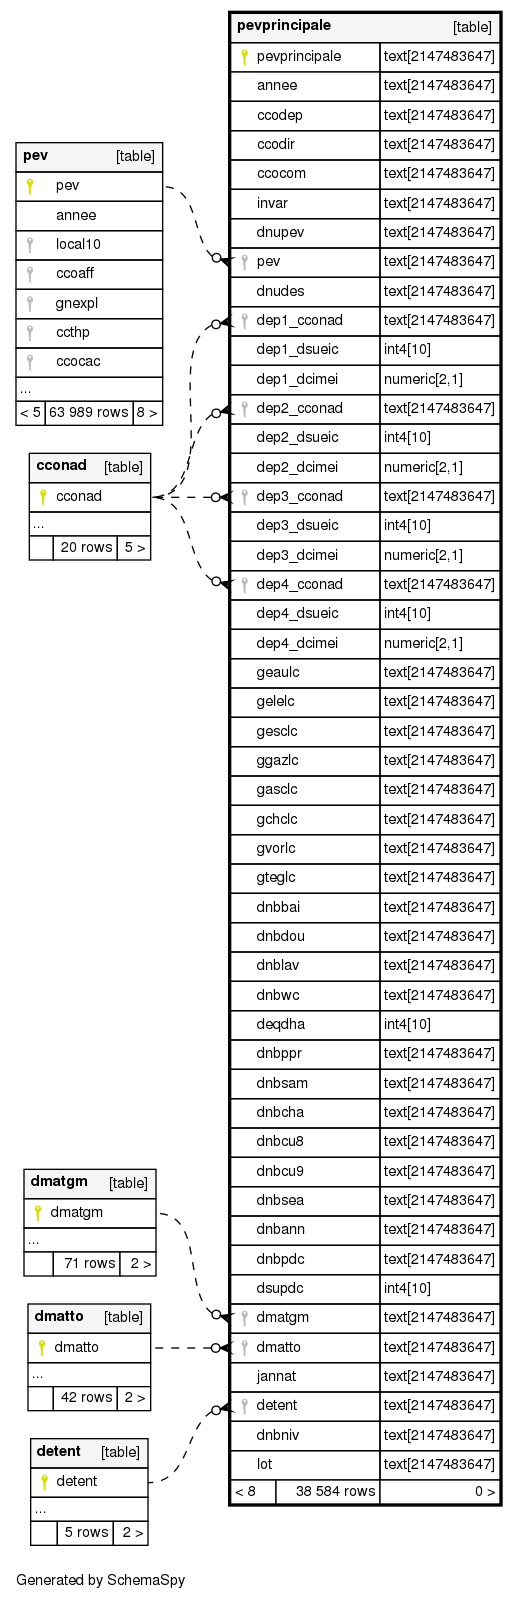 pevprincipale [table]
pevprincipale text[2147483647]
annee text[2147483647]
ccodep text[2147483647]
ccodir text[2147483647]
ccocom text[2147483647]
invar text[2147483647]
dnupev text[2147483647]
pev text[2147483647]
dnudes text[2147483647]
dep1_cconad text[2147483647]
dep1_dsueic int4[10]
dep1_dcimei numeric[2,1]
dep2_cconad text[2147483647]
dep2_dsueic int4[10]
dep2_dcimei numeric[2,1]
dep3_cconad text[2147483647]
dep3_dsueic int4[10]
dep3_dcimei numeric[2,1]
dep4_cconad text[2147483647]
dep4_dsueic int4[10]
dep4_dcimei numeric[2,1]
geaulc text[2147483647]
gelelc text[2147483647]
gesclc text[2147483647]
ggazlc text[2147483647]
gasclc text[2147483647]
gchclc text[2147483647]
gvorlc text[2147483647]
gteglc text[2147483647]
dnbbai text[2147483647]
dnbdou text[2147483647]
dnblav text[2147483647]
dnbwc text[2147483647]
deqdha int4[10]
dnbppr text[2147483647]
dnbsam text[2147483647]
dnbcha text[2147483647]
dnbcu8 text[2147483647]
dnbcu9 text[2147483647]
dnbsea text[2147483647]
dnbann text[2147483647]
dnbpdc text[2147483647]
dsupdc int4[10]
dmatgm text[2147483647]
dmatto text[2147483647]
jannat text[2147483647]
detent text[2147483647]
dnbniv text[2147483647]
lot text[2147483647]
< 8 38 584 rows 0 >
pev [table]
pev
annee
local10
ccoaff
gnexpl
ccthp
ccocac
...
< 5 63 989 rows 8 >
cconad [table]
cconad
...
20 rows 5 >
dmatgm [table]
dmatgm
...
71 rows 2 >
dmatto [table]
dmatto
...
42 rows 2 >
detent [table]
detent
...
5 rows 2 >
Generated by SchemaSpy